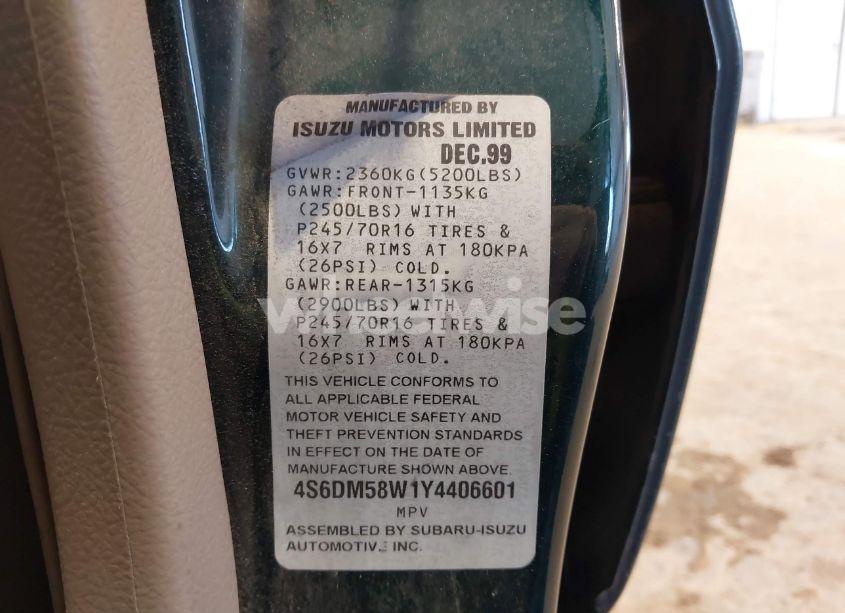 MANUFACTURED BY
ISUZU MOTORS LIMITED
DEC.99
GVWR:2360KG(5200LBS)
GAWR:FRONT-1135KG
(2500LBS) WITH
P245/70R16 TIRES &
16X7 RIMS AT 180KPA
(26PSI) COLD.
GAWR:REAR-1315KG
(2900LBS) WITH
P245/70R16 TIRES &
16X7 RIMS AT 180KPA
(26PSI) COLD.
wheelwise
THIS VEHICLE CONFORMS TO
ALL APPLICABLE FEDERAL
MOTOR VEHICLE SAFETY AND
THEFT PREVENTION STANDARDS
IN EFFECT ON THE DATE OF
MANUFACTURE SHOWN ABOVE.
4S6DM58W1Y4406601
MPV
ASSEMBLED BY SUBARU-ISUZU
AUTOMOTIVE INC.